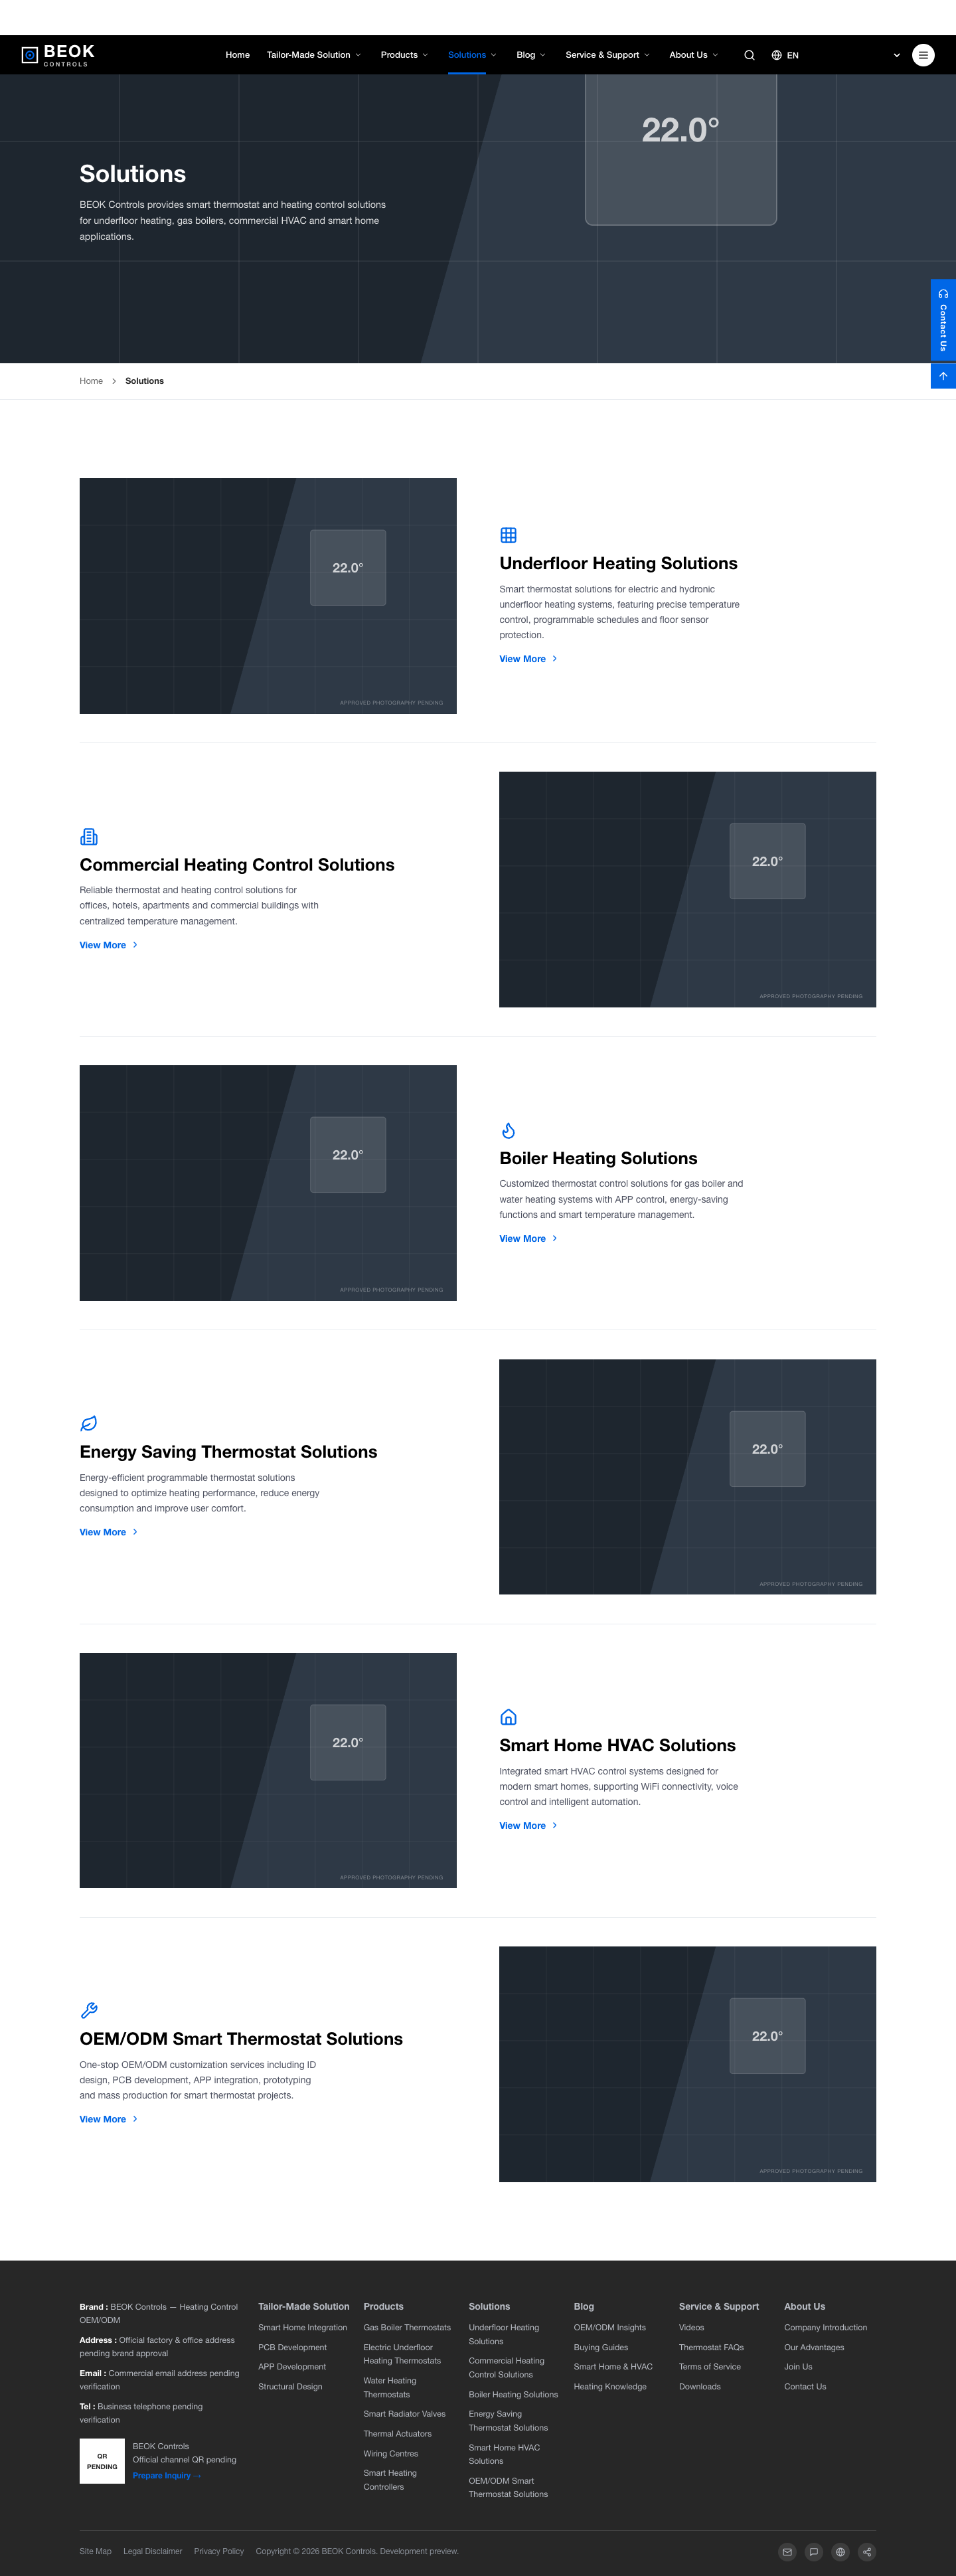 BEOK
CONTROLS
Home
Tailor-Made Solution
Products
Solutions
Blog
Service & Support
About Us
EN
22.0°
Solutions
BEOK Controls provides smart thermostat and heating control solutions
for underfloor heating, gas boilers, commercial HVAC and smart home
applications.
Contact Us
Home
Solutions
22.0°
APPROVED PHOTOGRAPHY PENDING
Underfloor Heating Solutions
Smart thermostat solutions for electric and hydronic
underfloor heating systems, featuring precise temperature
control, programmable schedules and floor sensor
protection.
View More
Commercial Heating Control Solutions
Reliable thermostat and heating control solutions for
offices, hotels, apartments and commercial buildings with
centralized temperature management.
View More
22.0°
APPROVED PHOTOGRAPHY PENDING
22.0°
APPROVED PHOTOGRAPHY PENDING
Boiler Heating Solutions
Customized thermostat control solutions for gas boiler and
water heating systems with APP control, energy-saving
functions and smart temperature management.
View More
Energy Saving Thermostat Solutions
Energy-efficient programmable thermostat solutions
designed to optimize heating performance, reduce energy
consumption and improve user comfort.
View More
22.0°
APPROVED PHOTOGRAPHY PENDING
22.0°
APPROVED PHOTOGRAPHY PENDING
Smart Home HVAC Solutions
Integrated smart HVAC control systems designed for
modern smart homes, supporting WiFi connectivity, voice
control and intelligent automation.
View More
OEM/ODM Smart Thermostat Solutions
One-stop OEM/ODM customization services including ID
design, PCB development, APP integration, prototyping
and mass production for smart thermostat projects.
View More
22.0°
APPROVED PHOTOGRAPHY PENDING
Brand : BEOK Controls — Heating Control
OEM/ODM
Address : Official factory & office address
pending brand approval
Email : Commercial email address pending
verification
Tel : Business telephone pending
verification
QR
PENDING
BEOK Controls
Official channel QR pending
Prepare Inquiry →
Tailor-Made Solution
Smart Home Integration
PCB Development
APP Development
Structural Design
Products
Gas Boiler Thermostats
Electric Underfloor
Heating Thermostats
Water Heating
Thermostats
Smart Radiator Valves
Thermal Actuators
Wiring Centres
Smart Heating
Controllers
Solutions
Underfloor Heating
Solutions
Commercial Heating
Control Solutions
Boiler Heating Solutions
Energy Saving
Thermostat Solutions
Smart Home HVAC
Solutions
OEM/ODM Smart
Thermostat Solutions
Blog
OEM/ODM Insights
Buying Guides
Smart Home & HVAC
Heating Knowledge
Service & Support
Videos
Thermostat FAQs
Terms of Service
Downloads
About Us
Company Introduction
Our Advantages
Join Us
Contact Us
Site Map
Legal Disclaimer
Privacy Policy
Copyright © 2026 BEOK Controls. Development preview.